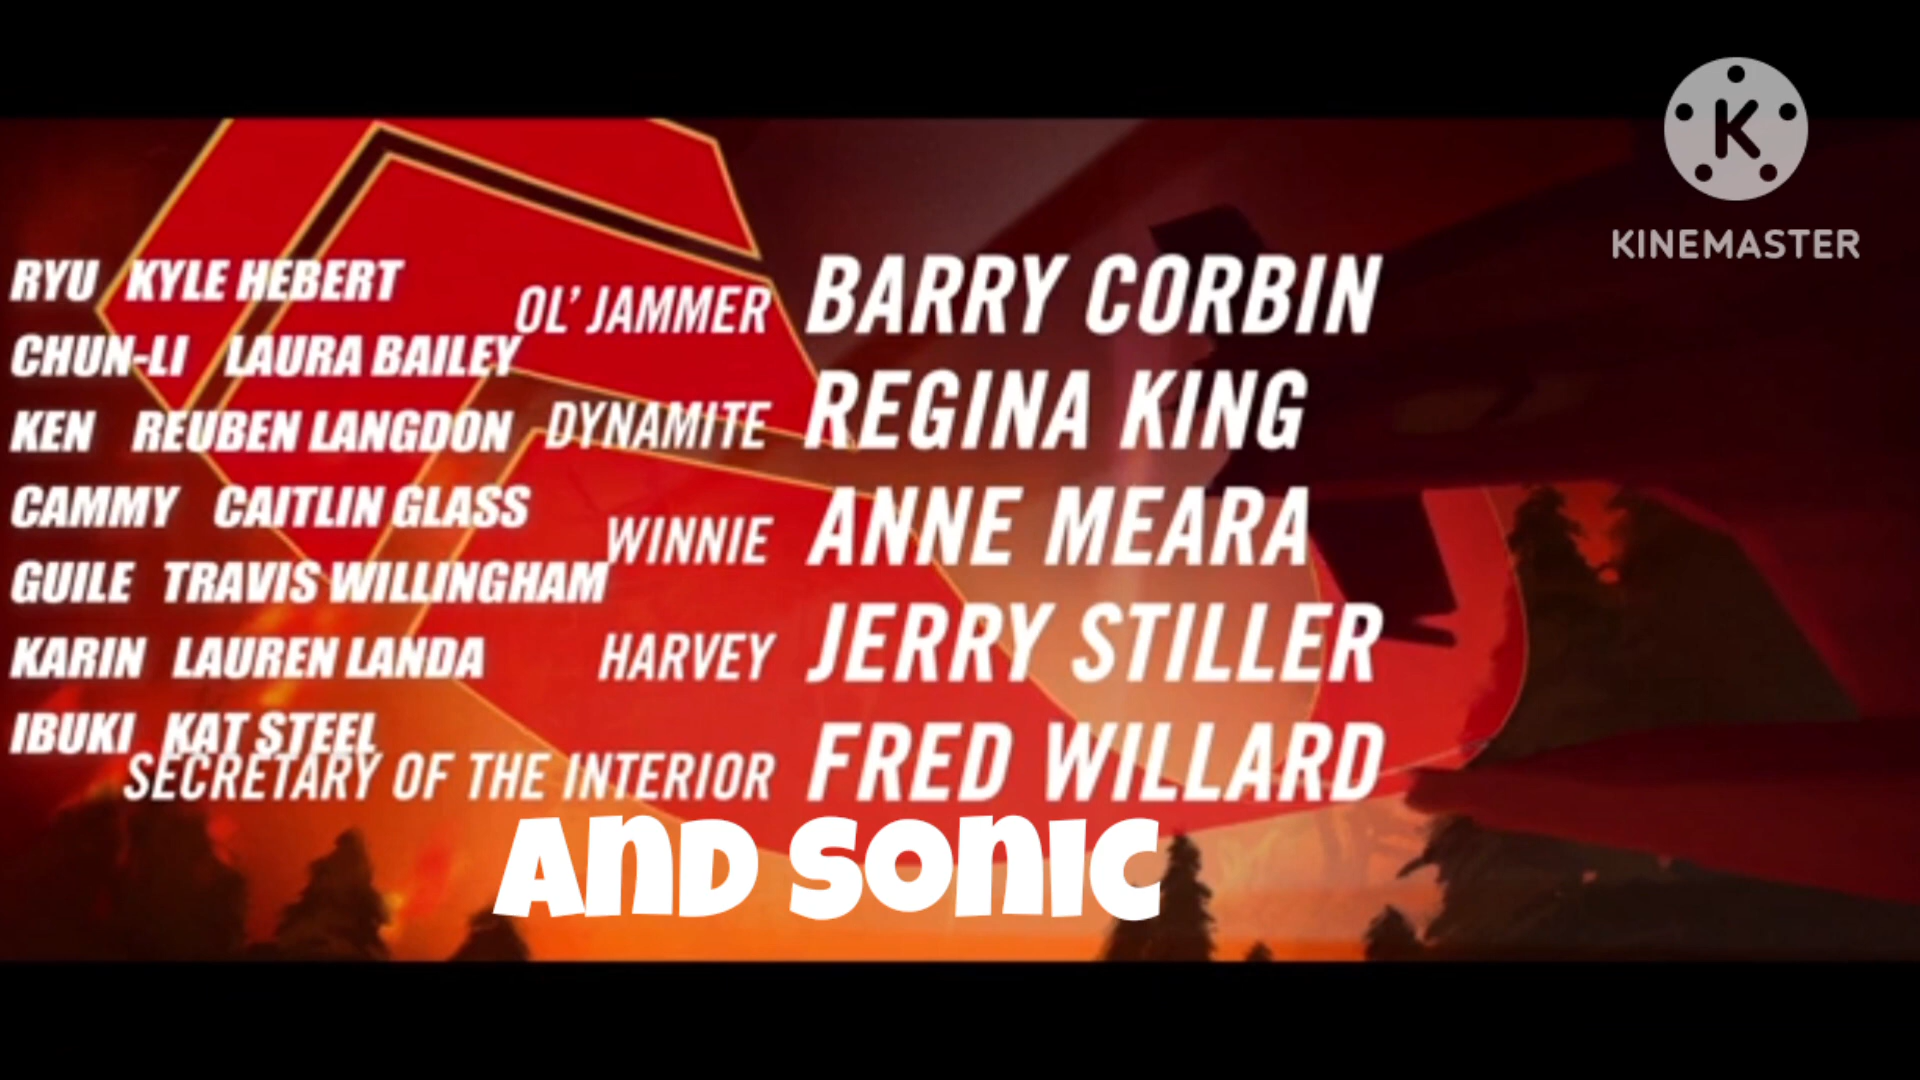 K
KINEMASTER
RYU KYLE HEBERT
CHUN-LI LAURA BAILEY
KEN REUBEN LANGDON
CAMMY CAITLIN GLASS
GUILE TRAVIS WILLINGHAM
KARIN LAUREN LANDA
IBUKI KAT STEEL
OL' JAMMER BARRY CORBIN
DYNAMITE REGINA KING
WINNIE ANNE MEARA
HARVEY JERRY STILLER
SECRETARY OF THE INTERIOR FRED WILLARD
AND SONIC